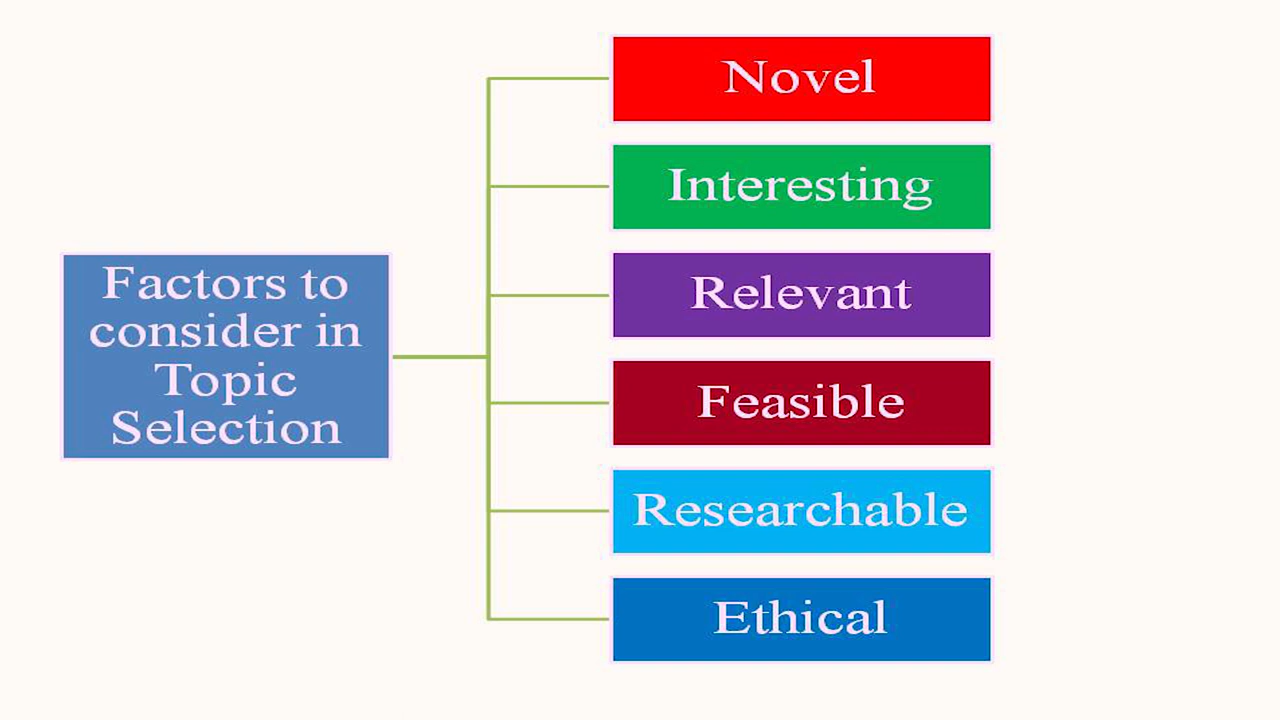 Factors to
consider in
Topic
Selection
Novel
Interesting
Relevant
Feasible
Researchable
Ethical